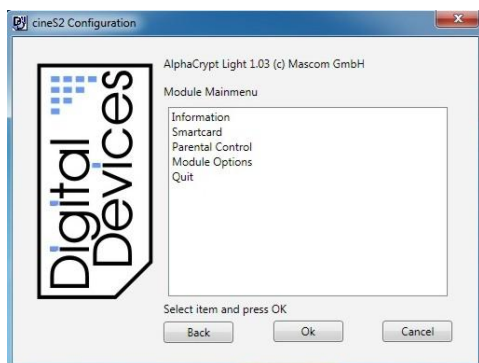 cineS2 Configuration
Digital
Devices
AlphaCrypt Light 1.03 (c) Mascom GmbH
Module Mainmenu
Information
Smartcard
Parental Control
Module Options
Quit
Select item and press OK
Back
Ok
Cancel